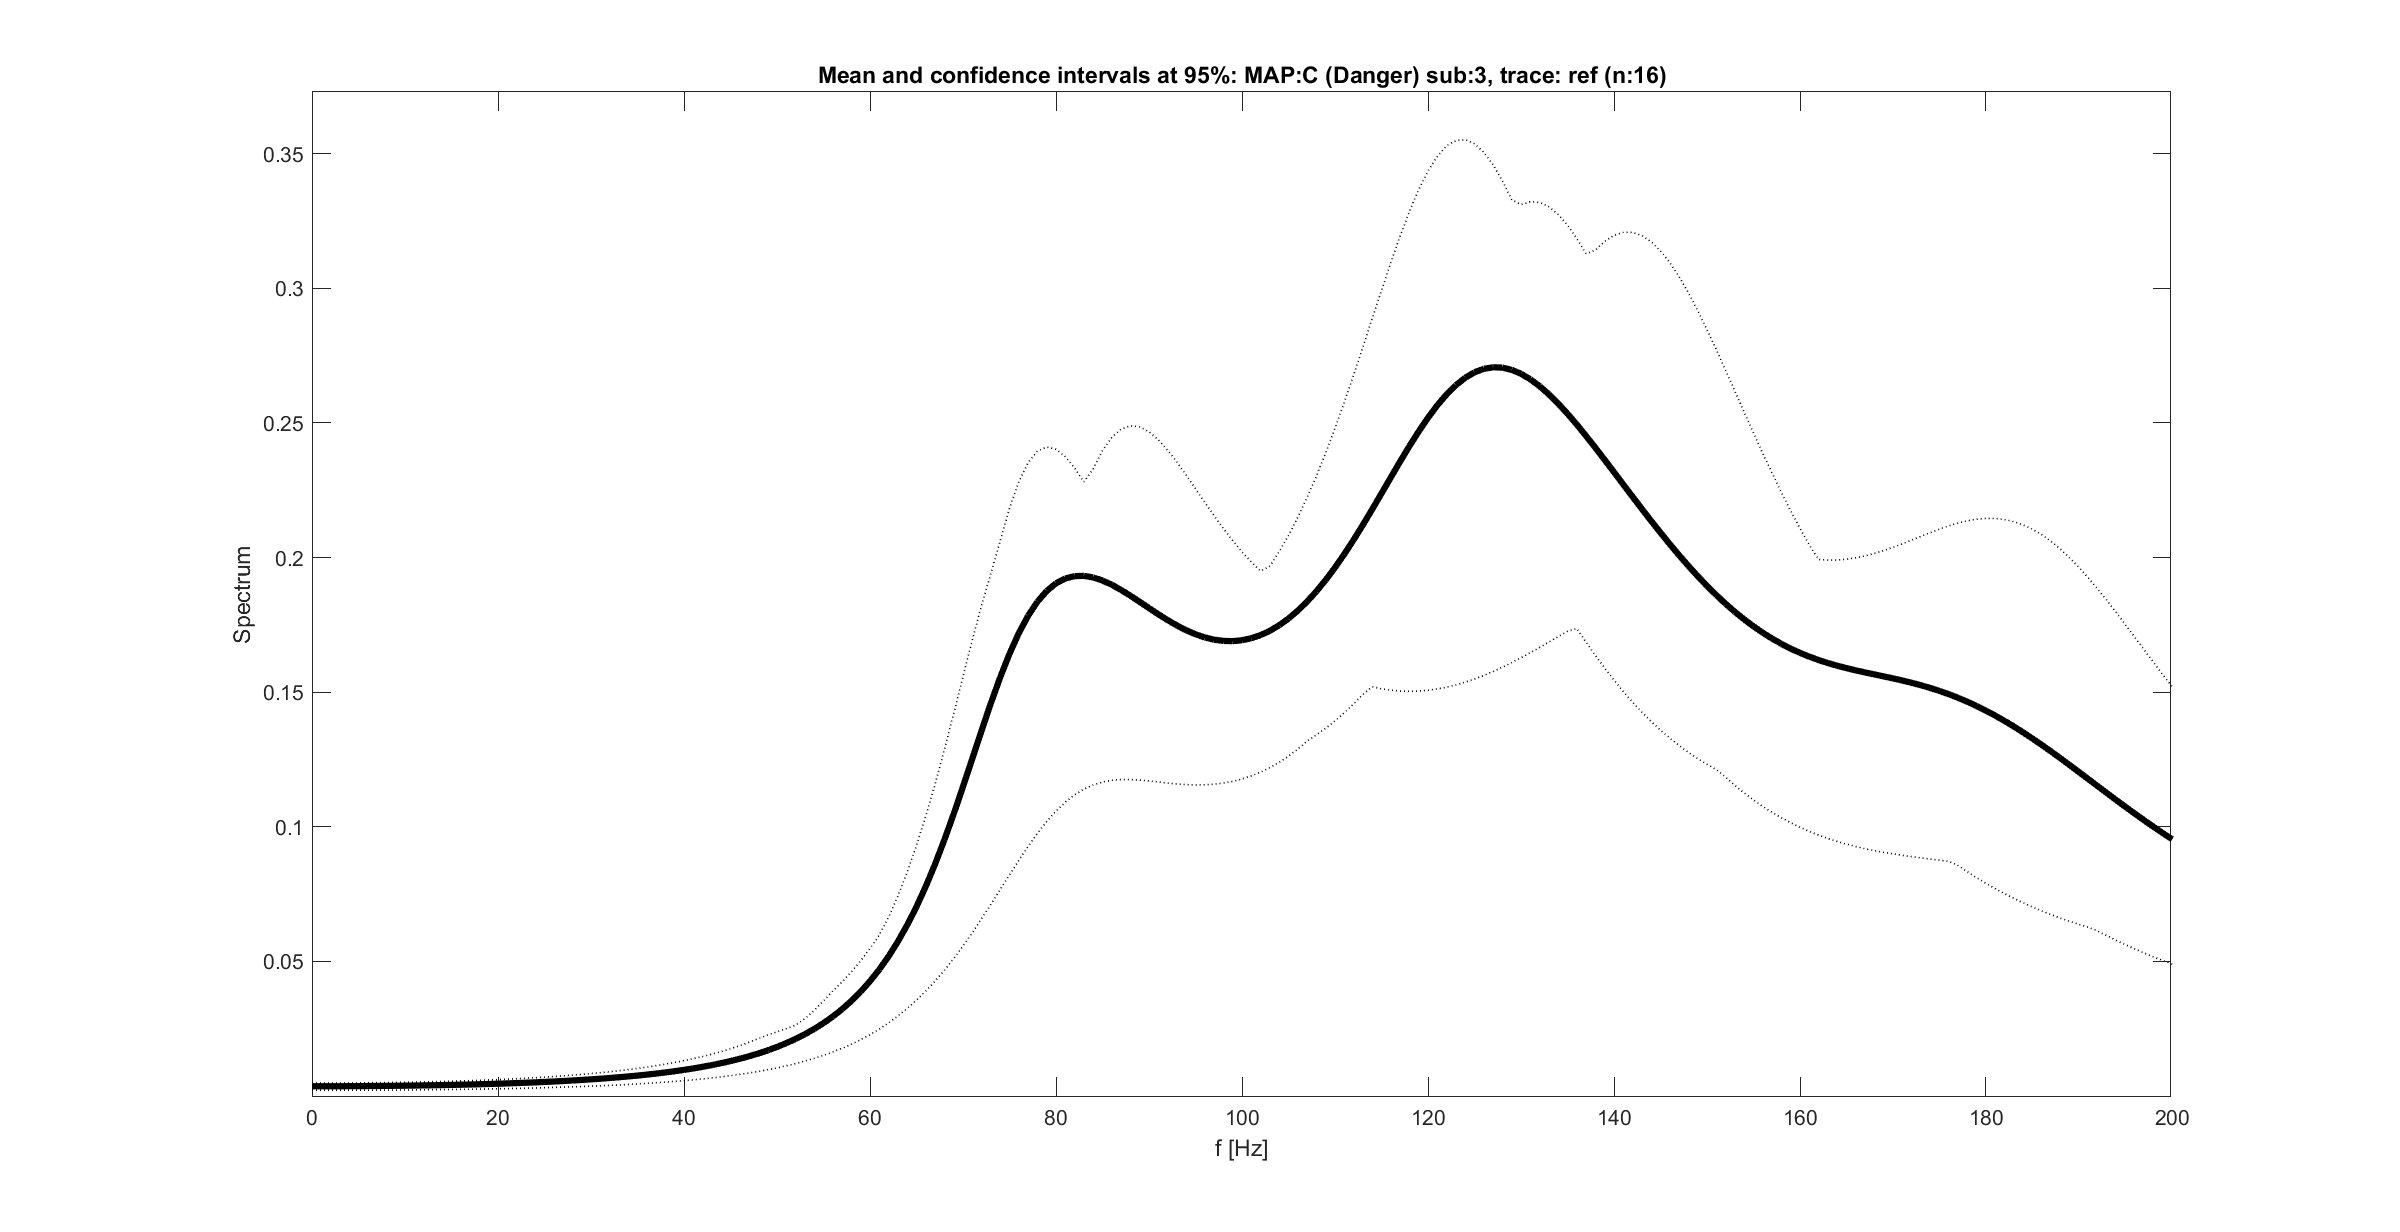 Mean and confidence intervals at 95%: MAP:C (Danger) sub:3, trace: ref (n:16)
0.35
0.3
0.25
0.2
0.15
0.1
0.05
Spectrum
0 20 40 60 80 100 120 140 160 180 200
f [Hz]